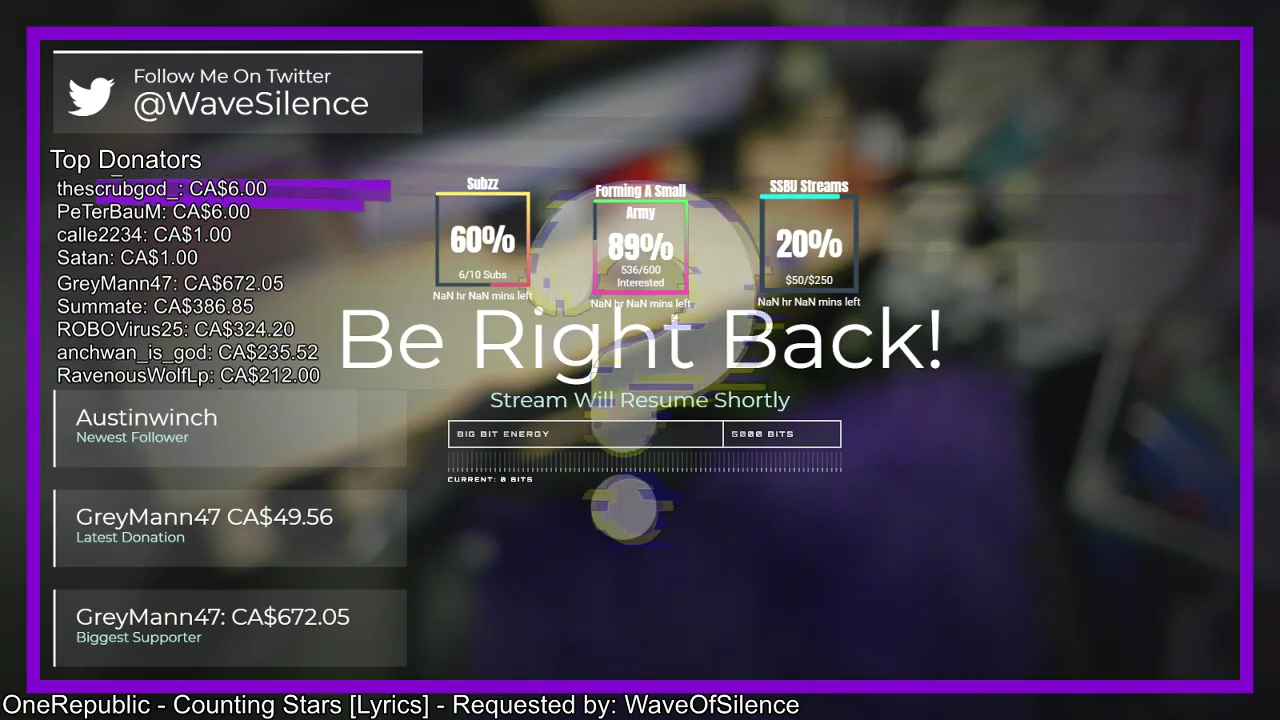 Follow Me On Twitter
@WaveSilence
Top Donators
thescrubgod_: CA$6.00
PeTerBauM: CA$6.00
calle2234: CA$1.00
Satan: CA$1.00
GreyMann47: CA$672.05
Summate: CA$386.85
ROBOVirus25: CA$324.20
anchwan_is_god: CA$235.52
RavenousWolfLp: CA$212.00
Subzz
60%
6/10 Subs
NaN hr NaN mins left
Forming A Small
Army
89%
536/600
Interested
NaN hr NaN mins left
SSBU Streams
20%
$50/$250
NaN hr NaN mins left
Be Right Back!
Stream Will Resume Shortly
BIG BIT ENERGY 5000 BITS
CURRENT: 0 BITS
Austinwinch
Newest Follower
GreyMann47 CA$49.56
Latest Donation
GreyMann47: CA$672.05
Biggest Supporter
OneRepublic - Counting Stars [Lyrics] - Requested by: WaveOfSilence